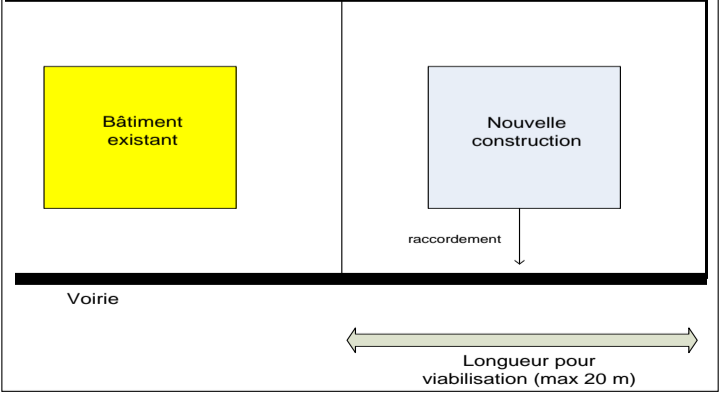 Bâtiment
existant
Nouvelle
construction
raccordement
Voirie
Longueur pour
viabilisation (max 20 m)